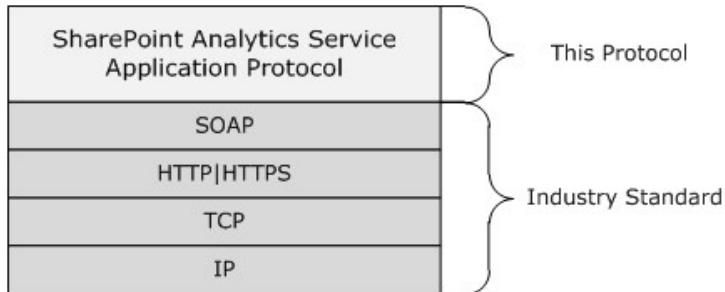 SharePoint Analytics Service
Application Protocol
This Protocol
SOAP
HTTP|HTTPS
TCP
IP
Industry Standard